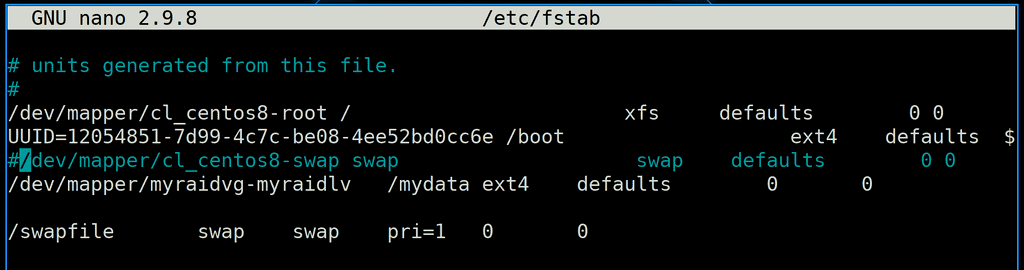 GNU nano 2.9.8 /etc/fstab
# units generated from this file.
#
/dev/mapper/cl_centos8-root / xfs defaults 0 0
UUID=12054851-7d99-4c7c-be08-4ee52bd0cc6e /boot ext4 defaults $
#/dev/mapper/cl_centos8-swap swap swap defaults 0 0
/dev/mapper/myraidvg-myraidlv /mydata ext4 defaults 0 0
/swapfile swap swap pri=1 0 0